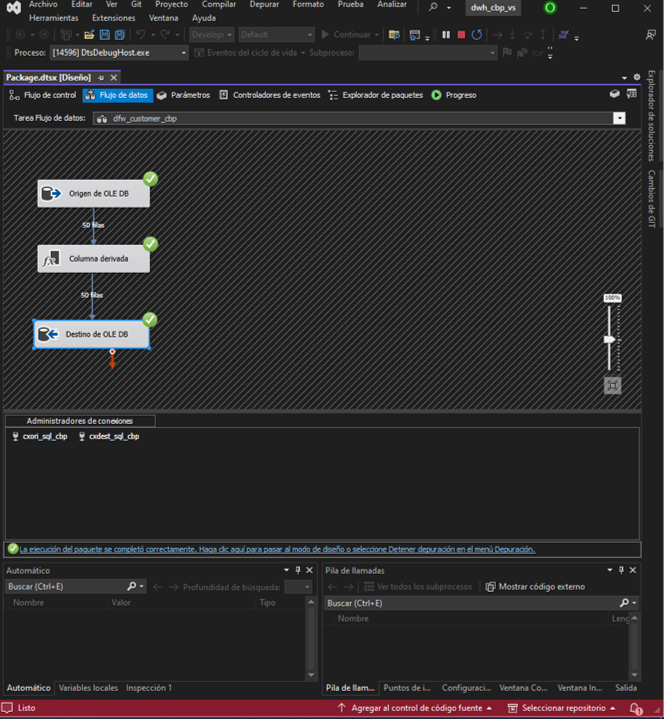 Archivo Editar Ver Git Proyecto Compilar Depurar Formato Prueba Analizar dwh_cbp_vs O
Herramientas Extensiones Ventana Ayuda
Develop Default Continuar
Proceso: [14596] DtsDebugHost.exe Eventos del ciclo de vida Subproceso:
Package.dtsx [Diseño]
Flujo de control Flujo de datos Parámetros Controladores de eventos Explorador de paquetes Progreso
Tarea Flujo de datos: dfw_customer_cbp
Explorador de soluciones
Cambios de GIT
Origen de OLE DB
50 filas
Columna derivada
50 filas
Destino de OLE DB
100%
Administradores de conexiones
cxori_sql_cbp cxdest_sql_cbp
La ejecución del paquete se completó correctamente. Haga clic aquí para pasar al modo de diseño o seleccione Detener depuración en el menú Depuración.
Automático
Buscar (Ctrl+E) Profundidad de búsqueda:
Nombre Valor Tipo
Automático Variables locales Inspección 1
Pila de llamadas
Ver todos los subprocesos Mostrar código externo
Buscar (Ctrl+E)
Nombre Leng
Pila de llam... Puntos de i... Configuraci... Ventana Co... Ventana In... Salida
Listo Agregar al control de código fuente Seleccionar repositorio 1